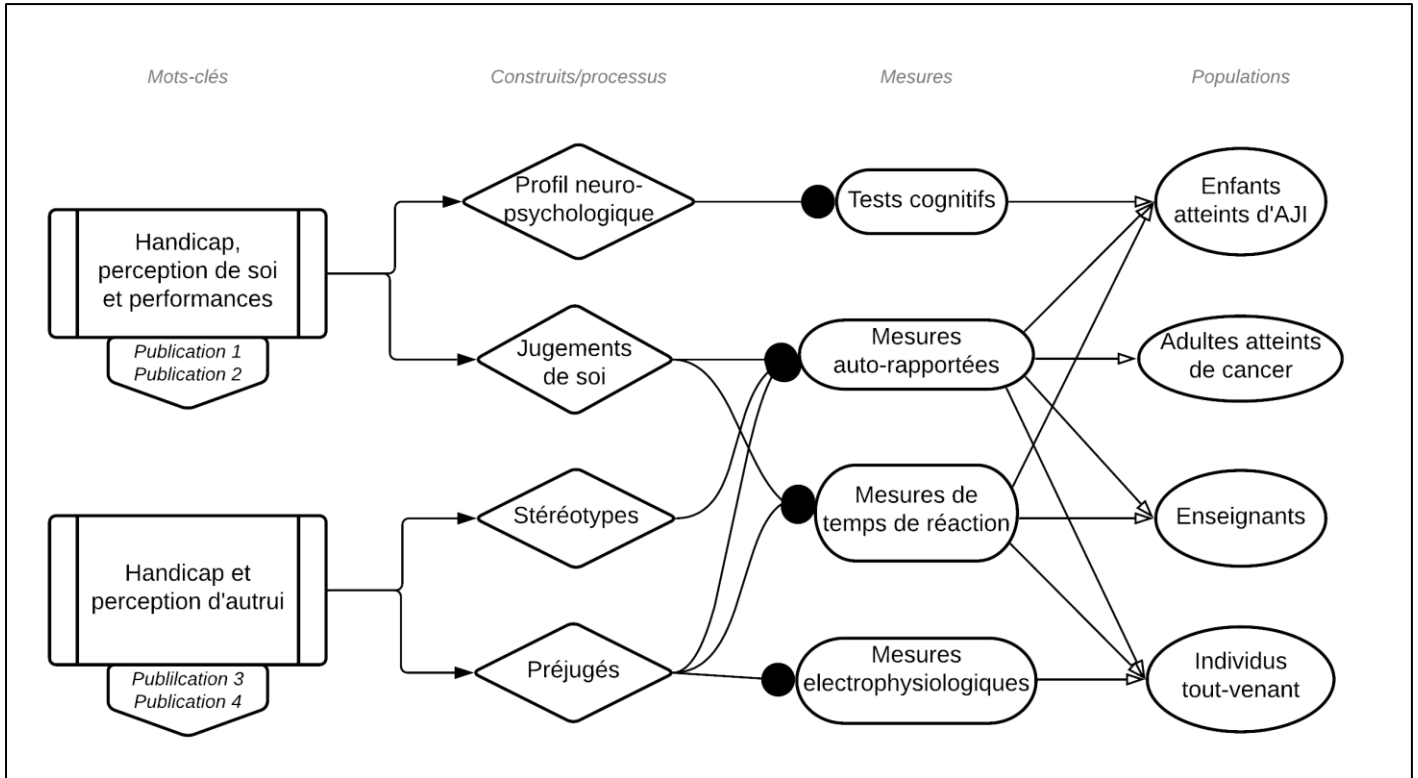 Mots-clés
Construits/processus
Mesures
Populations
Handicap,
perception de soi
et performances
Publication 1
Publication 2
Handicap et
perception d'autrui
Publilcation 3
Publication 4
Profil neuro-
psychologique
Jugements
de soi
Stéréotypes
Préjugés
Tests cognitifs
Mesures
auto-rapportées
Mesures de
temps de réaction
Mesures
electrophysiologiques
Enfants
atteints d'AJI
Adultes atteints
de cancer
Enseignants
Individus
tout-venant